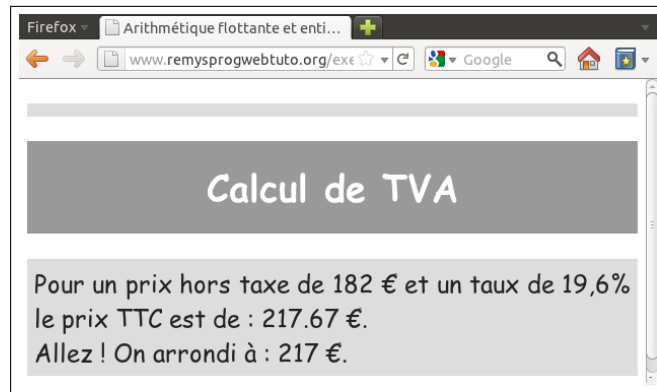 Firefox
Arithmétique flottante et enti...
www.remysprogwebtuto.org/exe
Google
Calcul de TVA
Pour un prix hors taxe de 182 € et un taux de 19,6%
le prix TTC est de : 217.67 €.
Allez ! On arrondi à : 217 €.